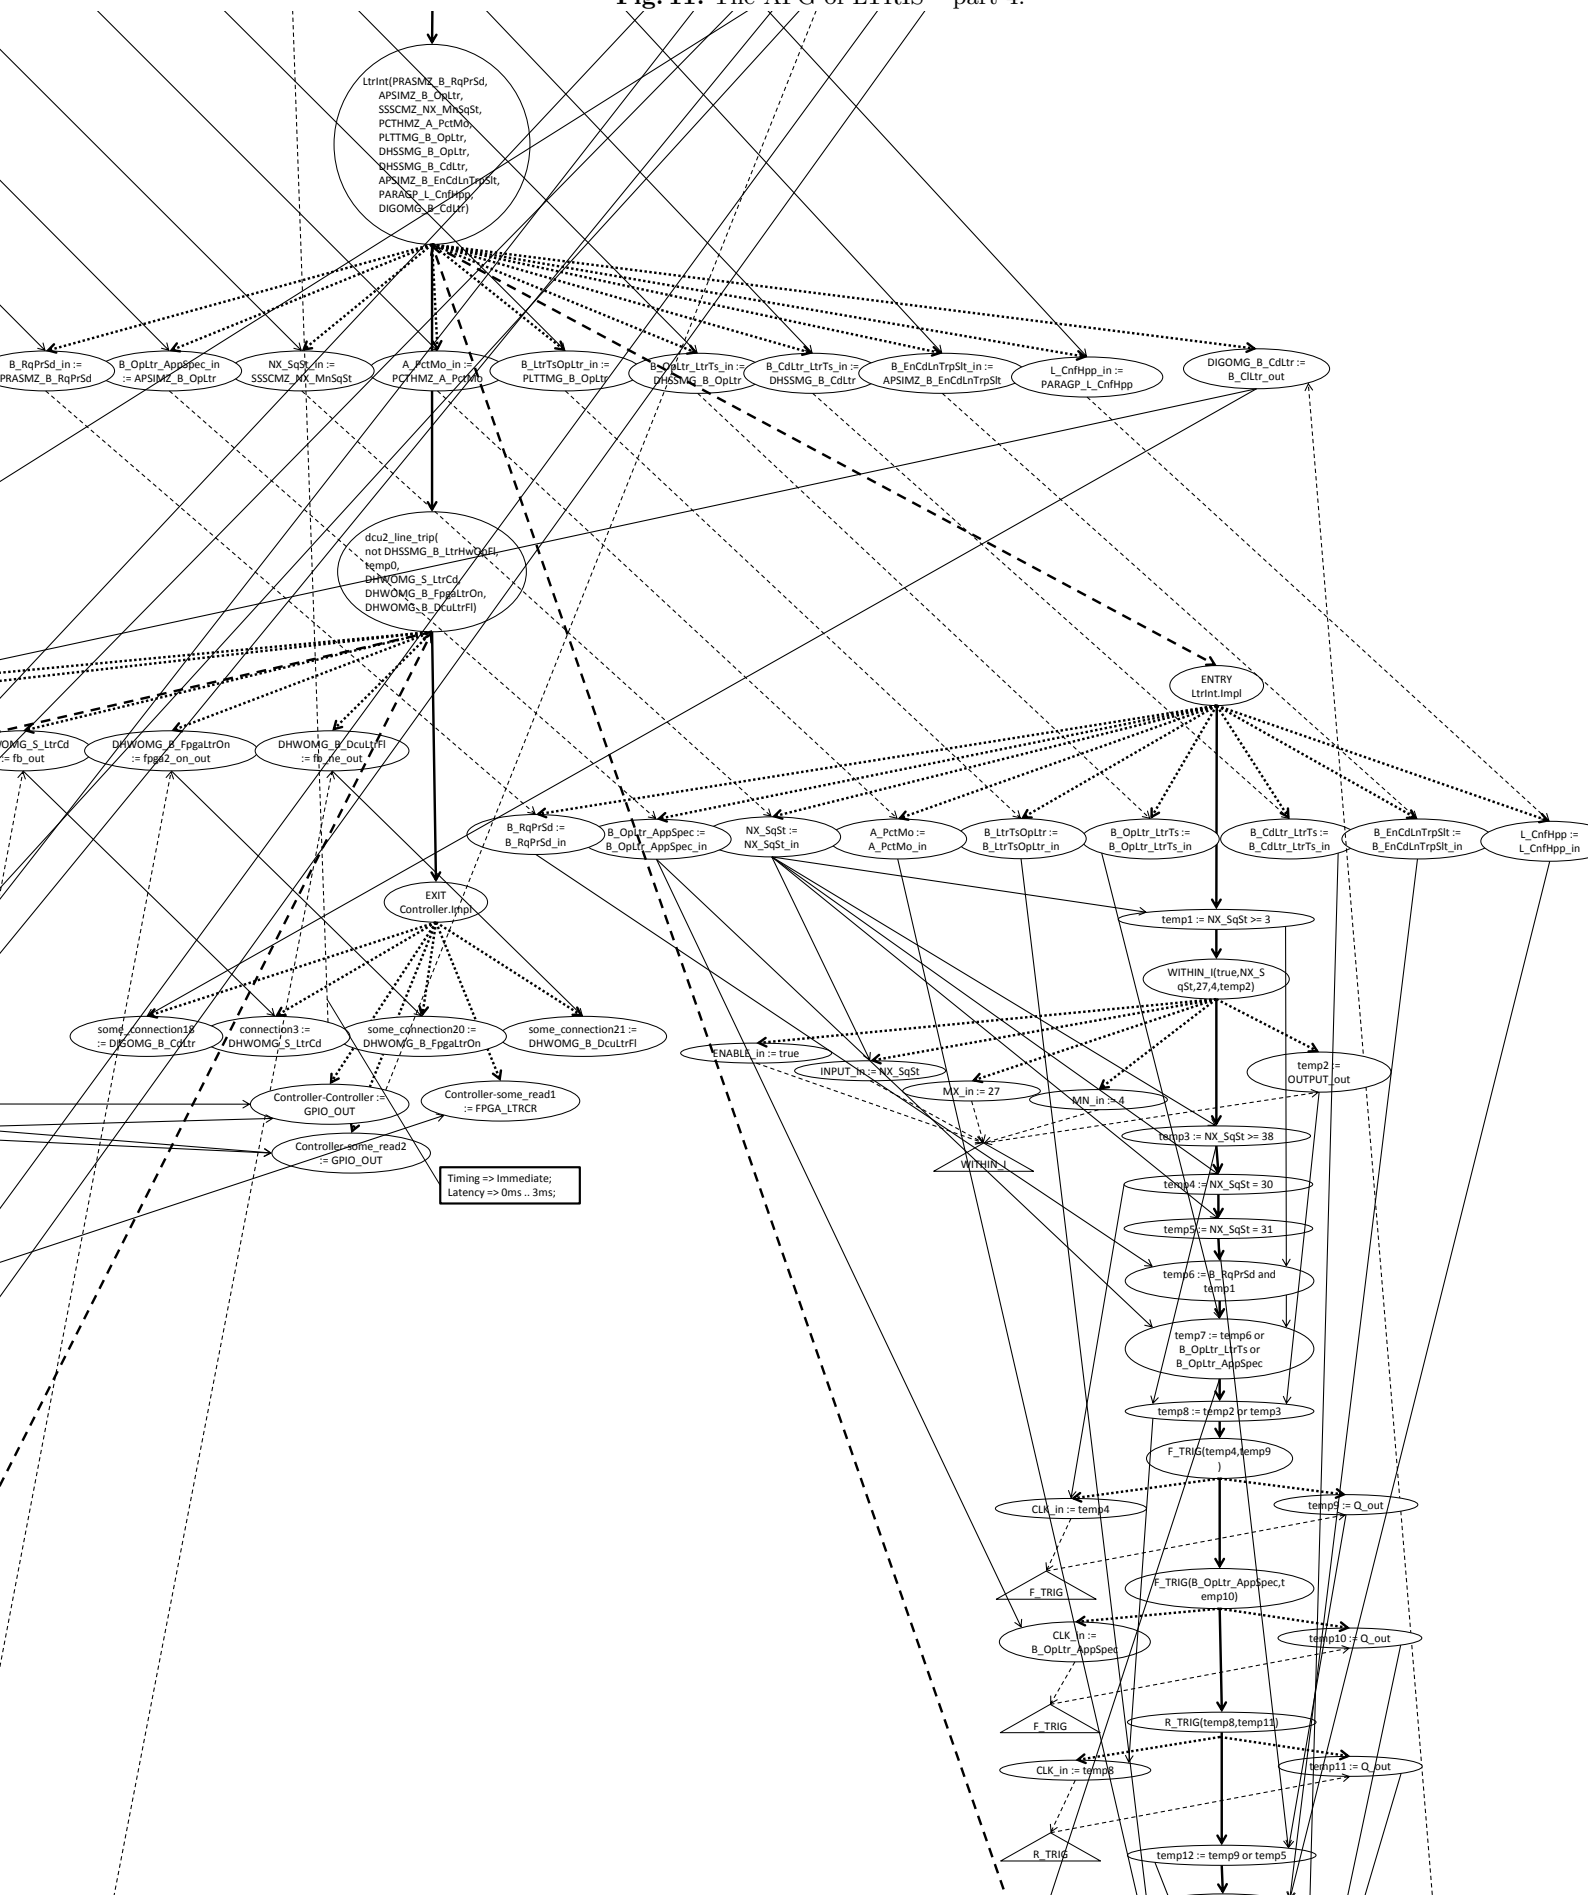 Fig. 11. The APG of LTRIS – part 4.
LtrInt(PRASMZ_B_RqPrSd,
APSIMZ_B_OpLtr,
SSSCMZ_NX_MnSqSt,
PCTHMZ_A_PctMo,
PLTTMG_B_OpLtr,
DHSSMG_B_OpLtr,
DHSSMG_B_CdLtr,
APSIMZ_B_EnCdLnTrpSlt,
PARAGP_L_CnfHpp,
DIGOMG_B_CdLtr)
B_RqPrSd_in :=
PRASMZ_B_RqPrSd
B_OpLtr_AppSpec_in
:= APSIMZ_B_OpLtr
NX_SqSt_in :=
SSSCMZ_NX_MnSqSt
A_PctMo_in :=
PCTHMZ_A_PctMo
B_LtrTsOpLtr_in :=
PLTTMG_B_OpLtr
B_OpLtr_LtrTs_in :=
DHSSMG_B_OpLtr
B_CdLtr_LtrTs_in :=
DHSSMG_B_CdLtr
B_EnCdLnTrpSlt_in :=
APSIMZ_B_EnCdLnTrpSlt
L_CnfHpp_in :=
PARAGP_L_CnfHpp
DIGOMG_B_CdLtr :=
B_ClLtr_out
dcu2_line_trip(
not DHSSMG_B_LtrHwOpFl,
temp0,
DHWOMG_S_LtrCd,
DHWOMG_B_FpgaLtrOn,
DHWOMG_B_DcuLtrFl)
ENTRY
LtrInt.Impl
OMG_S_LtrCd
:= fb_out
DHWOMG_B_FpgaLtrOn
:= fpga2_on_out
DHWOMG_B_DcuLtrFl
:= fb_ne_out
B_RqPrSd :=
B_RqPrSd_in
B_OpLtr_AppSpec :=
B_OpLtr_AppSpec_in
NX_SqSt :=
NX_SqSt_in
A_PctMo :=
A_PctMo_in
B_LtrTsOpLtr :=
B_LtrTsOpLtr_in
B_OpLtr_LtrTs :=
B_OpLtr_LtrTs_in
B_CdLtr_LtrTs :=
B_CdLtr_LtrTs_in
B_EnCdLnTrpSlt :=
B_EnCdLnTrpSlt_in
L_CnfHpp :=
L_CnfHpp_in
EXIT
Controller.Impl
temp1 := NX_SqSt >= 3
WITHIN_I(true,NX_S
qSt,27,4,temp2)
some_connection18
:= DIGOMG_B_CdLtr
connection3 :=
DHWOMG_S_LtrCd
some_connection20 :=
DHWOMG_B_FpgaLtrOn
some_connection21 :=
DHWOMG_B_DcuLtrFl
ENABLE_in := true
INPUT_in := NX_SqSt
MX_in := 27
MN_in := 4
temp2 :=
OUTPUT_out
Controller-Controller :=
GPIO_OUT
Controller-some_read1
:= FPGA_LTRCR
Controller-some_read2
:= GPIO_OUT
temp3 := NX_SqSt >= 38
WITHIN_I
Timing => Immediate;
Latency => 0ms .. 3ms;
temp4 := NX_SqSt = 30
temp5 := NX_SqSt = 31
temp6 := B_RqPrSd and
temp1
temp7 := temp6 or
B_OpLtr_LtrTs or
B_OpLtr_AppSpec
temp8 := temp2 or temp3
F_TRIG(temp4,temp9
)
CLK_in := temp4
temp9 := Q_out
F_TRIG
F_TRIG(B_OpLtr_AppSpec,t
emp10)
CLK_in :=
B_OpLtr_AppSpec
temp10 := Q_out
F_TRIG
R_TRIG(temp8,temp11)
CLK_in := temp8
temp11 := Q_out
R_TRIG
temp12 := temp9 or temp5